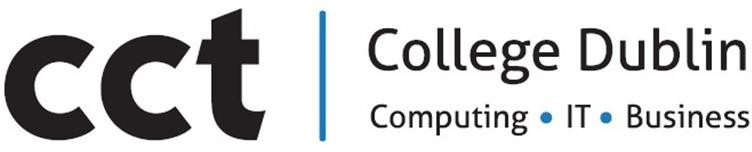 cct
College Dublin
Computing • IT • Business